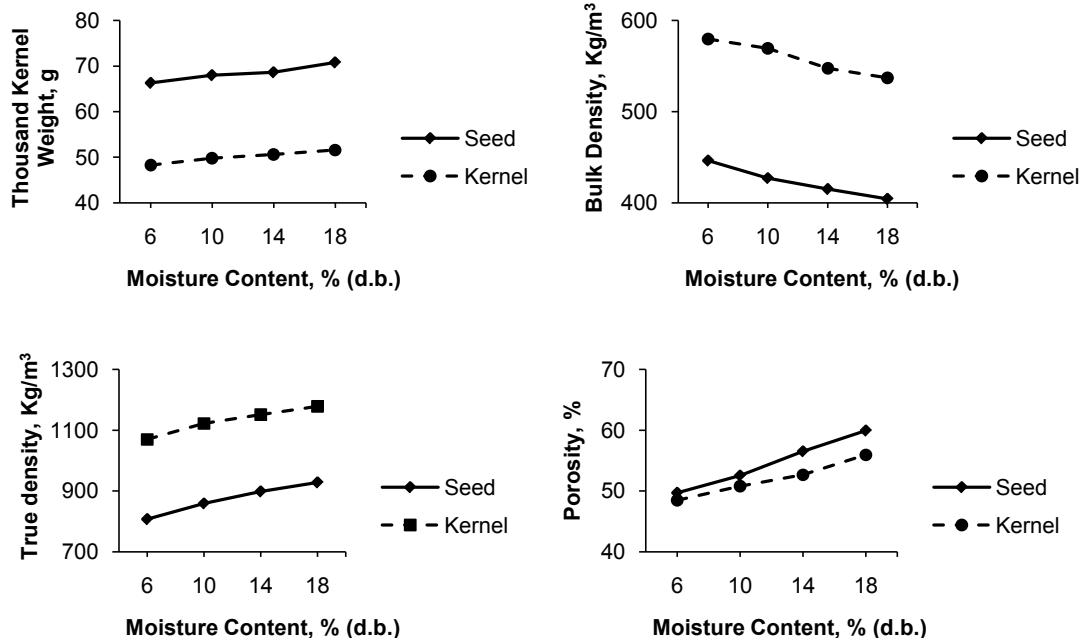 Thousand Kernel
Weight, g
80
70
60
50
40
6 10 14 18
Moisture Content, % (d.b.)
Seed
Kernel
Bulk Density, Kg/m³
600
500
400
6 10 14 18
Moisture Content, % (d.b.)
Seed
Kernel
True density, Kg/m³
1300
1100
900
700
6 10 14 18
Moisture Content, % (d.b.)
Seed
Kernel
Porosity, %
70
60
50
40
6 10 14 18
Moisture Content, % (d.b.)
Seed
Kernel